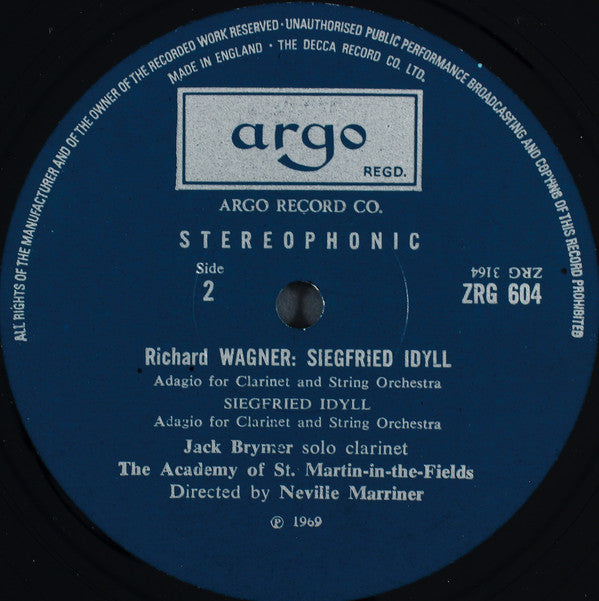 ALL RIGHTS OF THE MANUFACTURER AND OF THE OWNER OF THE RECORDED WORK RESERVED · UNAUTHORISED PUBLIC PERFORMANCE BROADCASTING AND COPYING OF THIS RECORD PROHIBITED
MADE IN ENGLAND · THE DECCA RECORD CO. LTD.
argo
REGD.
ARGO RECORD CO.
STEREOPHONIC
Side
2
ZRG 3164
ZRG 604
Richard WAGNER: SIEGFRIED IDYLL
Adagio for Clarinet and String Orchestra
SIEGFRIED IDYLL
Adagio for Clarinet and String Orchestra
Jack Brymer solo clarinet
The Academy of St. Martin-in-the-Fields
Directed by Neville Marriner
℗ 1969